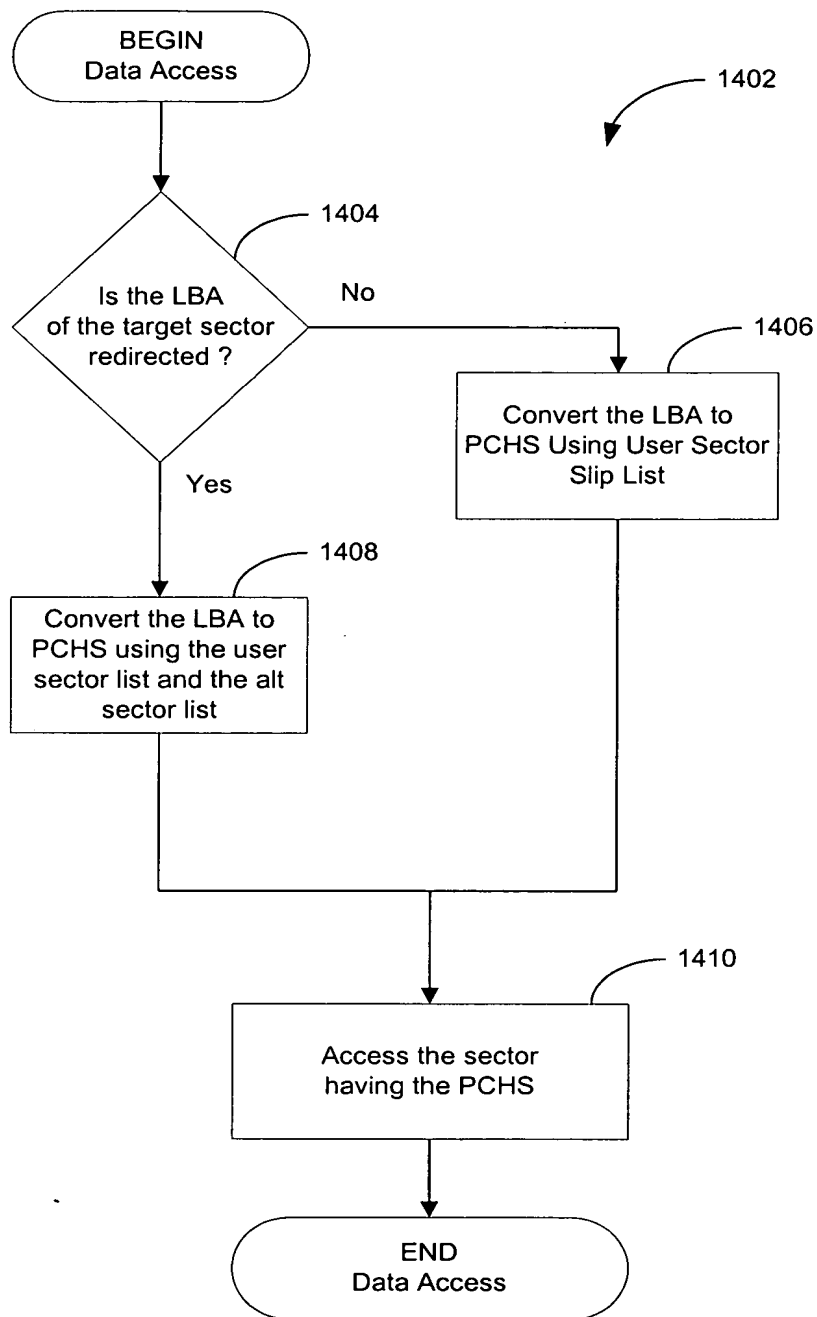 BEGIN
Data Access
1402
1404
Is the LBA
of the target sector
redirected ?
No
Yes
1406
Convert the LBA to
PCHS Using User Sector
Slip List
1408
Convert the LBA to
PCHS using the user
sector list and the alt
sector list
1410
Access the sector
having the PCHS
END
Data Access